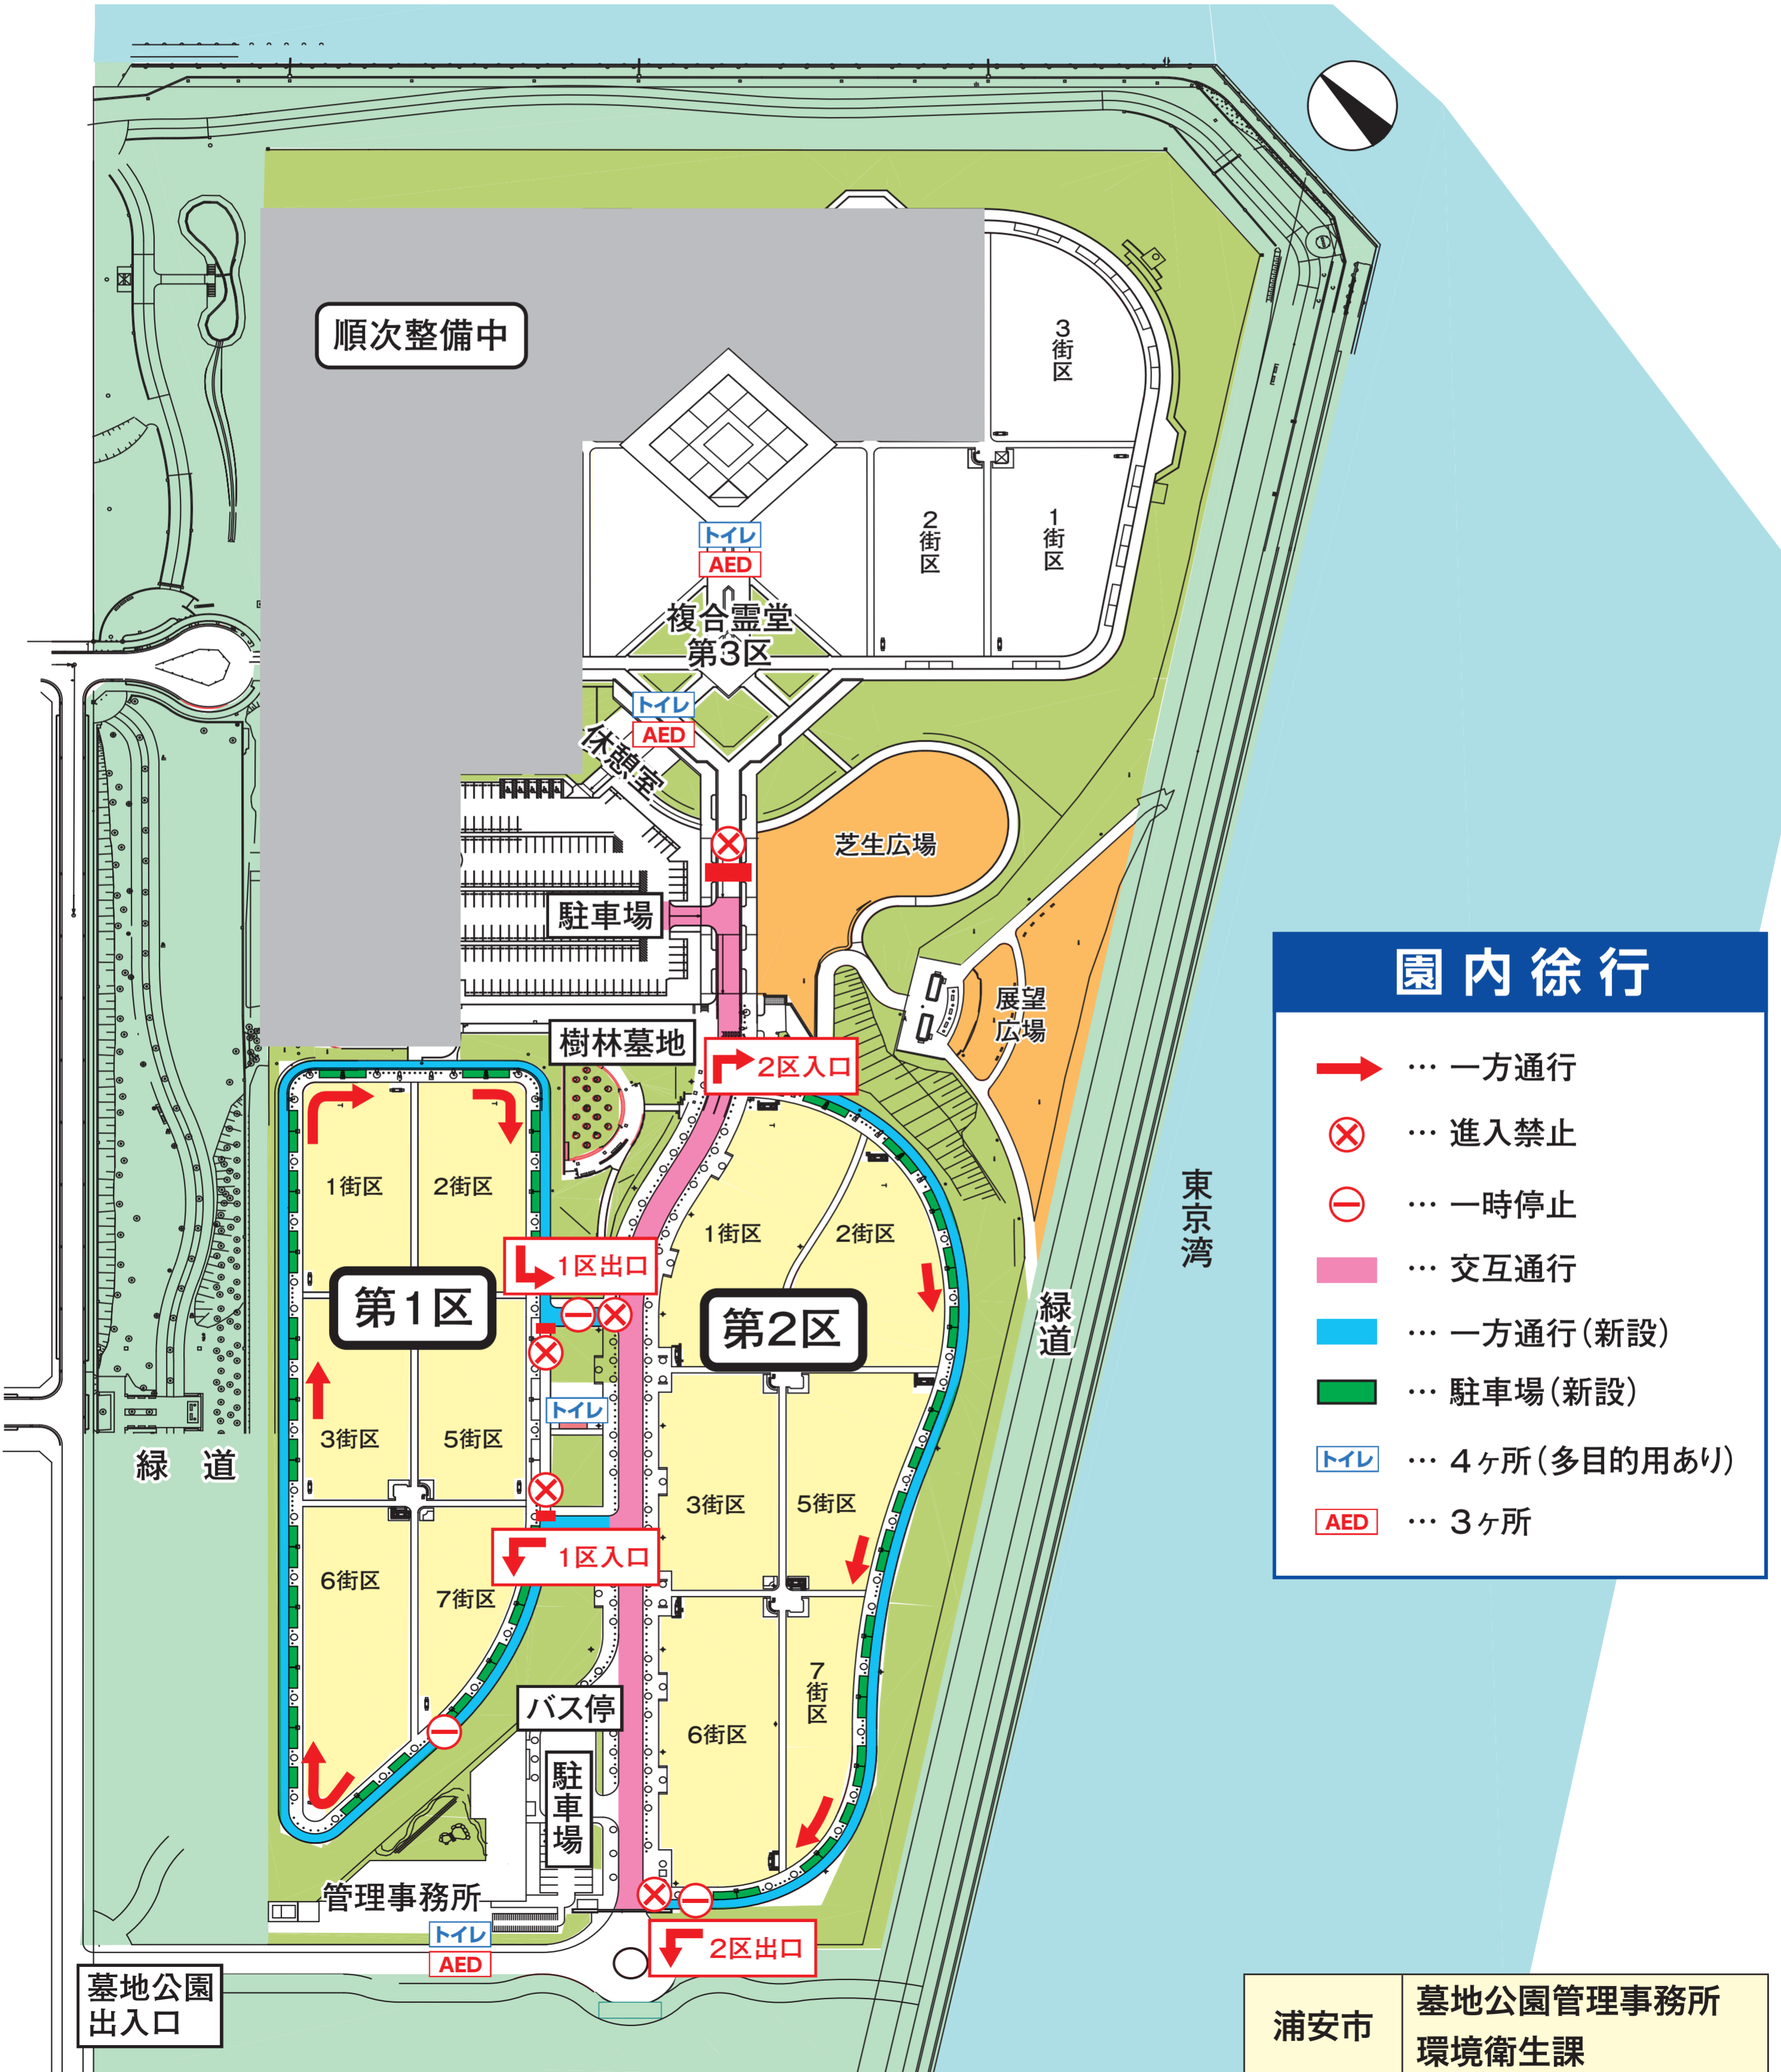 順次整備中
3街区
2街区
1街区
トイレ
AED
複合霊堂
第3区
トイレ
AED
休憩室
芝生広場
駐車場
展望
広場
樹林墓地
2区入口
1街区
2街区
1区出口
第1区
3街区
5街区
トイレ
1区入口
6街区
7街区
1街区
2街区
第2区
3街区
5街区
6街区
7街区
緑道
緑道
東京湾
バス停
駐車場
管理事務所
トイレ
AED
2区出口
墓地公園
出入口
園内徐行
… 一方通行
… 進入禁止
… 一時停止
… 交互通行
… 一方通行(新設)
… 駐車場(新設)
トイレ … 4ヶ所(多目的用あり)
AED … 3ヶ所
浦安市
墓地公園管理事務所
環境衛生課